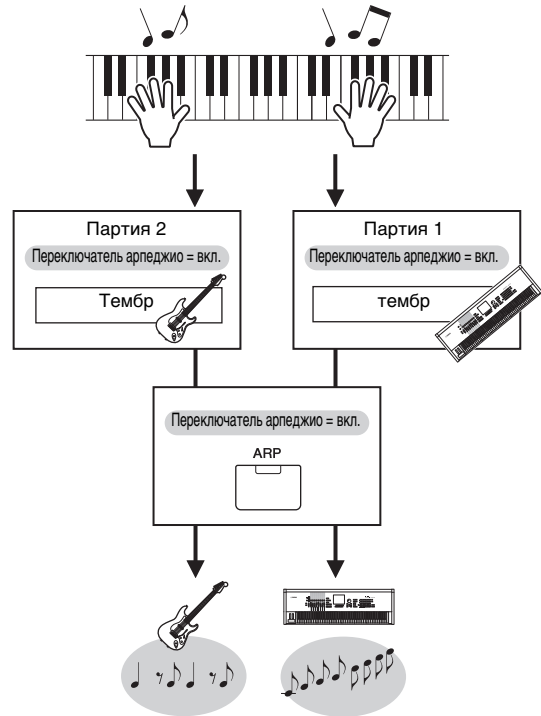 Партия 2
Переключатель арпеджио = вкл.
Тембр
Партия 1
Переключатель арпеджио = вкл.
тембр
Переключатель арпеджио = вкл.
ARP